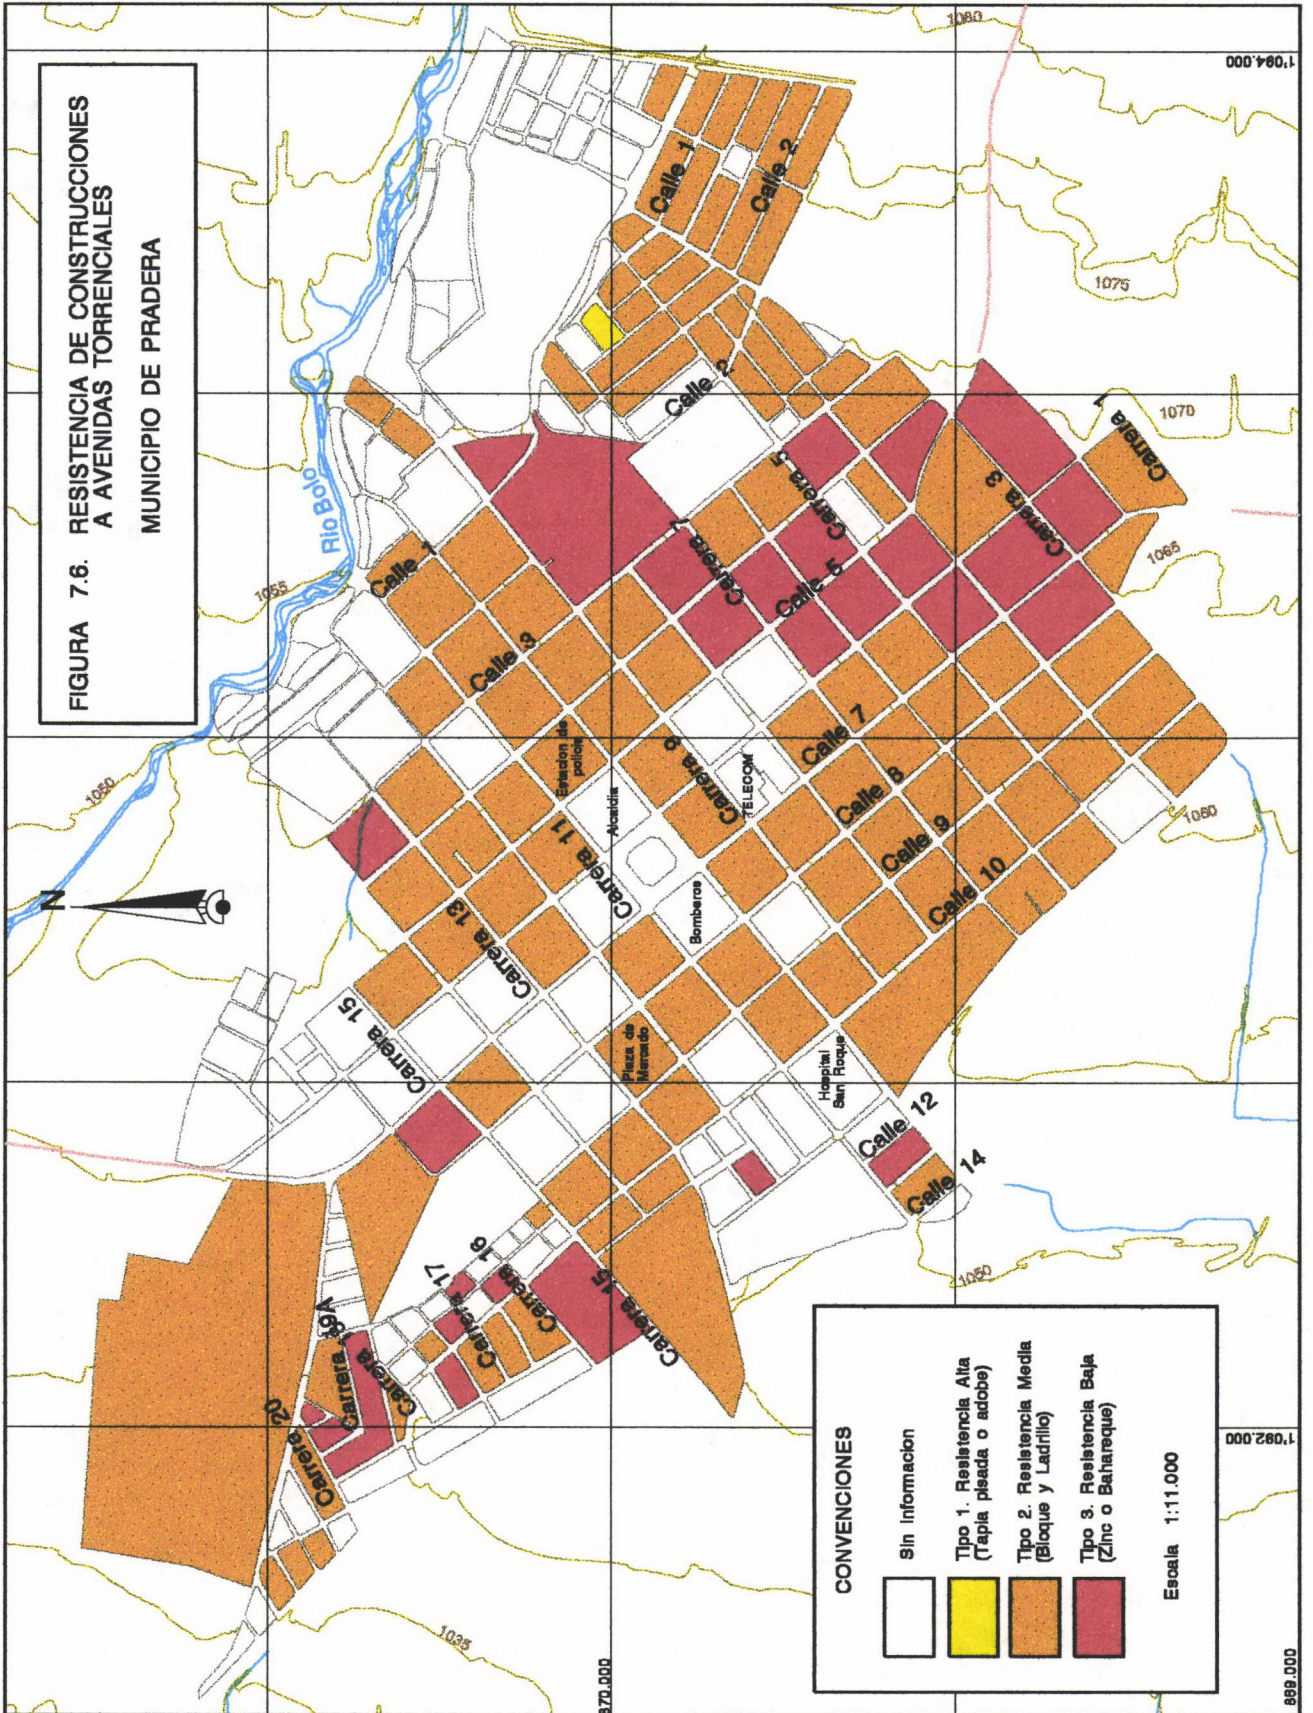 FIGURA 7.6. RESISTENCIA DE CONSTRUCCIONES
A AVENIDAS TORRENCIALES
MUNICIPIO DE PRADERA
N
Rio Bolo
1080
1'094.000
1075
1070
1065
1060
1055
1050
1050
1035
1'092.000
870.000
889.000
Calle 1
Calle 2
Calle 2
Calle 1
Calle 3
Calle 5
Calle 7
Calle 8
Calle 9
Calle 10
Calle 12
Calle 14
Carrera 1
Carrera 3
Carrera 5
Carrera 7
Carrera 9
Carrera 11
Carrera 13
Carrera 15
Carrera 15
Carrera 16
Carrera 17
Carrera
Carrera 20
Estacion de
policia
Alcaldia
TELECOM
Bomberos
Plaza de
Mercado
Hospital
San Roque
CONVENCIONES
Sin informacion
Tipo 1. Resistencia Alta
(Tapia pisada o adobe)
Tipo 2. Resistencia Media
(Bloque y Ladrillo)
Tipo 3. Resistencia Baja
(Zinc o Bahareque)
Escala 1:11.000